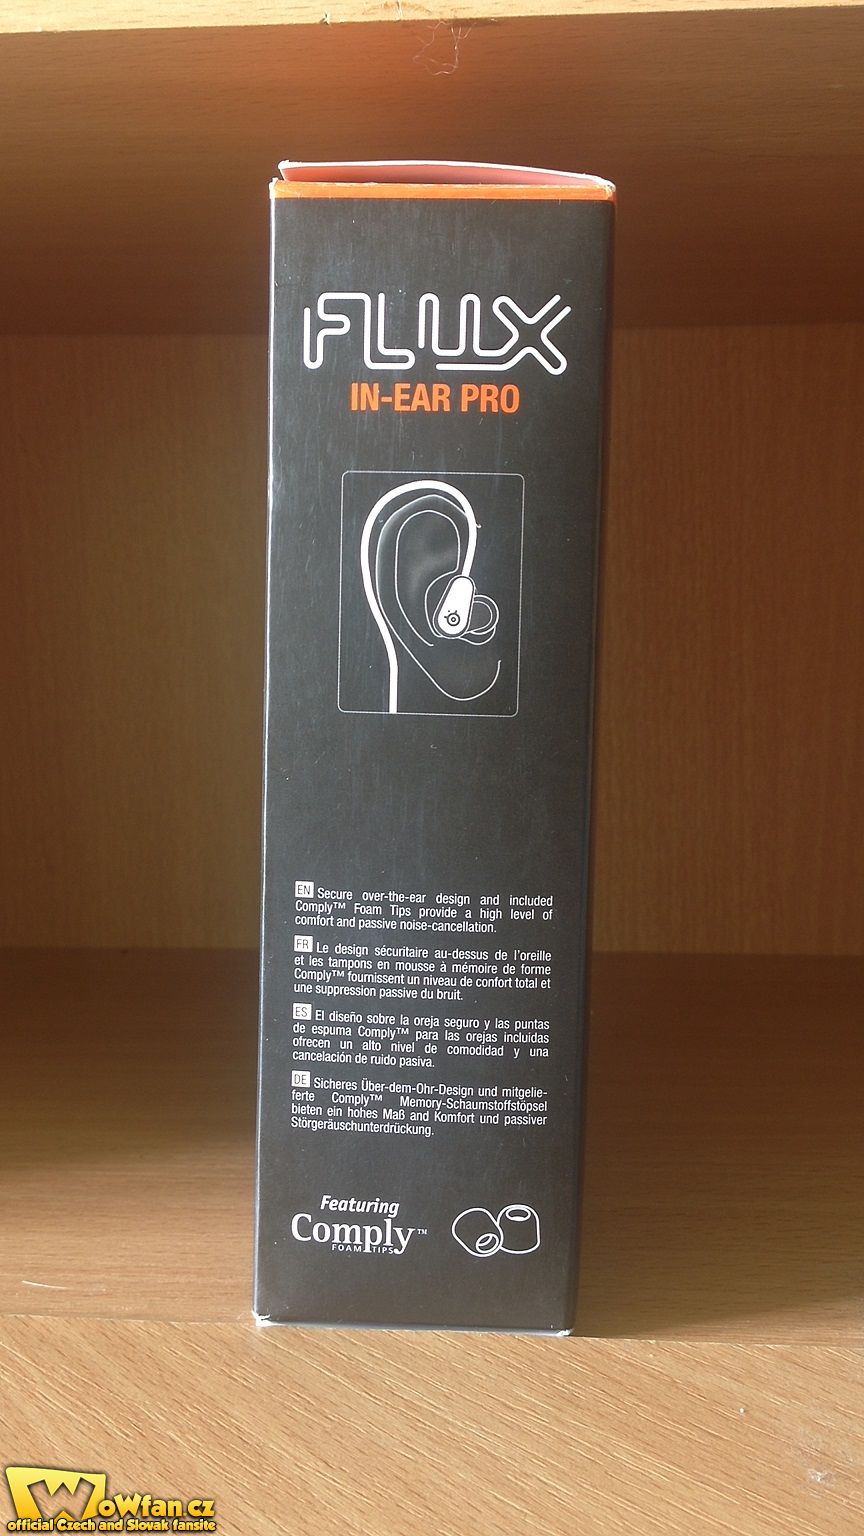 FLUX
IN-EAR PRO
EN Secure over-the-ear design and included
Comply™ Foam Tips provide a high level of
comfort and passive noise-cancellation.
FR Le design sécuritaire au-dessus de l'oreille
et les tampons en mousse à mémoire de forme
Comply™ fournissent un niveau de confort total et
une suppression passive du bruit.
ES El diseño sobre la oreja seguro y las puntas
de espuma Comply™ para las orejas incluidas
ofrecen un alto nivel de comodidad y una
cancelación de ruido pasiva.
DE Sicheres Über-dem-Ohr-Design und mitgelie-
ferte Comply™ Memory-Schaumstoffstöpsel
bieten ein hohes Maß and Komfort und passiver
Störgeräuschunterdrückung.
Featuring
Comply™
FOAM TIPS
WoWfan.cz
official Czech and Slovak fansite